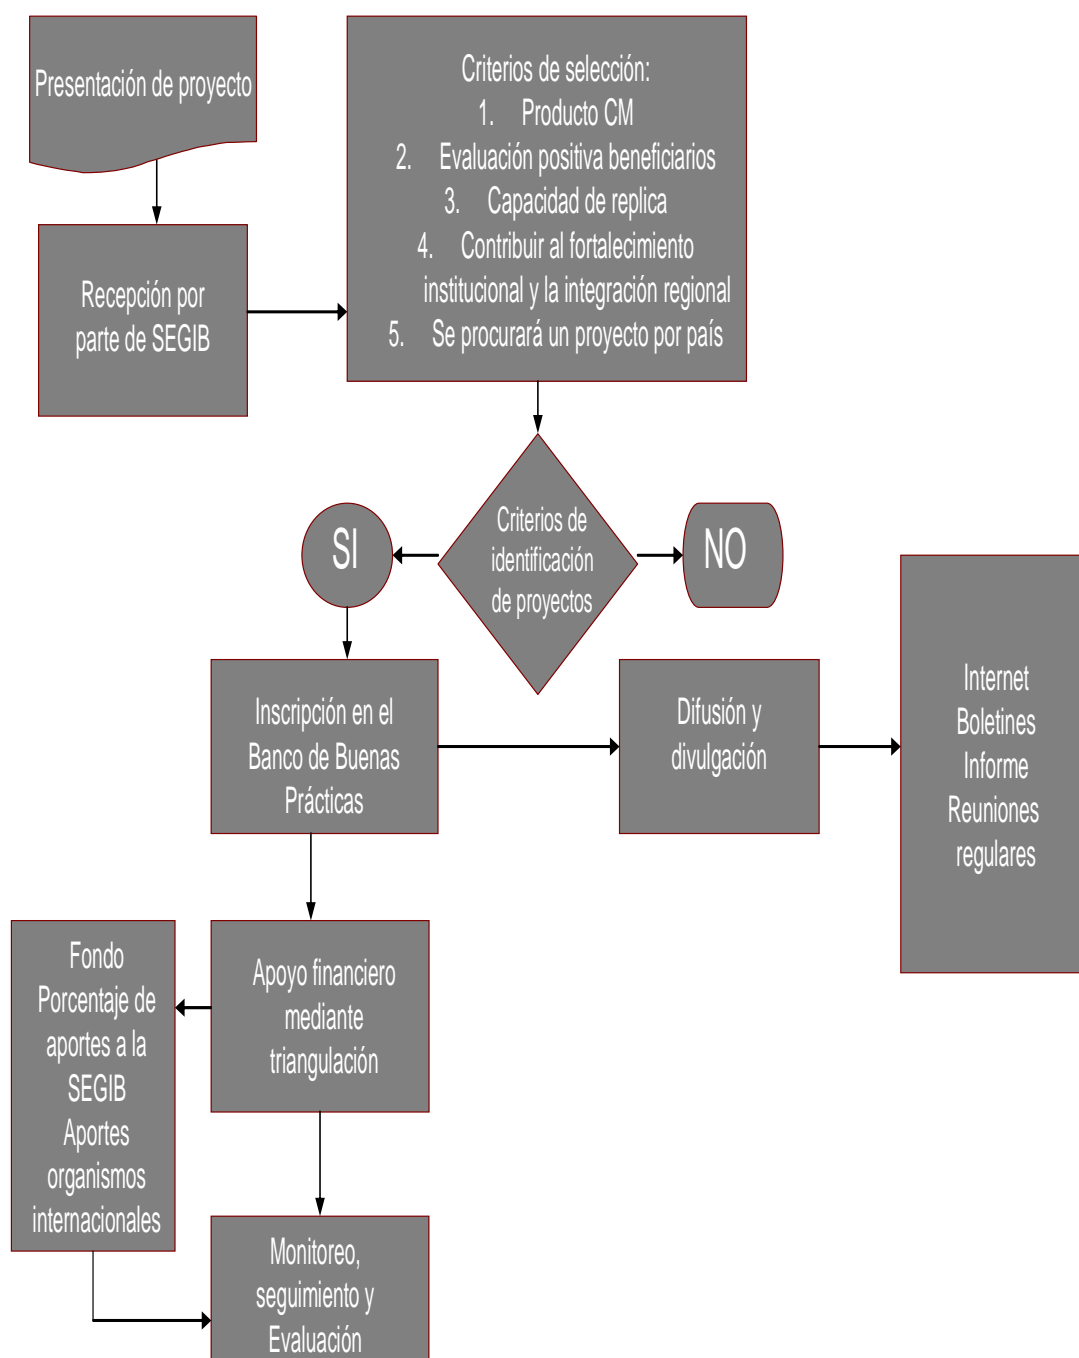 Presentación de proyecto
Criterios de selección:
1. Producto CM
2. Evaluación positiva beneficiarios
3. Capacidad de replica
4. Contribuir al fortalecimiento
institucional y la integración regional
5. Se procurará un proyecto por país
Recepción por
parte de SEGIB
Criterios de
identificación
de proyectos
SI
NO
Inscripción en el
Banco de Buenas
Prácticas
Difusión y
divulgación
Internet
Boletines
Informe
Reuniones
regulares
Apoyo financiero
mediante
triangulación
Fondo
Porcentaje de
aportes a la
SEGIB
Aportes
organismos
internacionales
Monitoreo,
seguimiento y
Evaluación